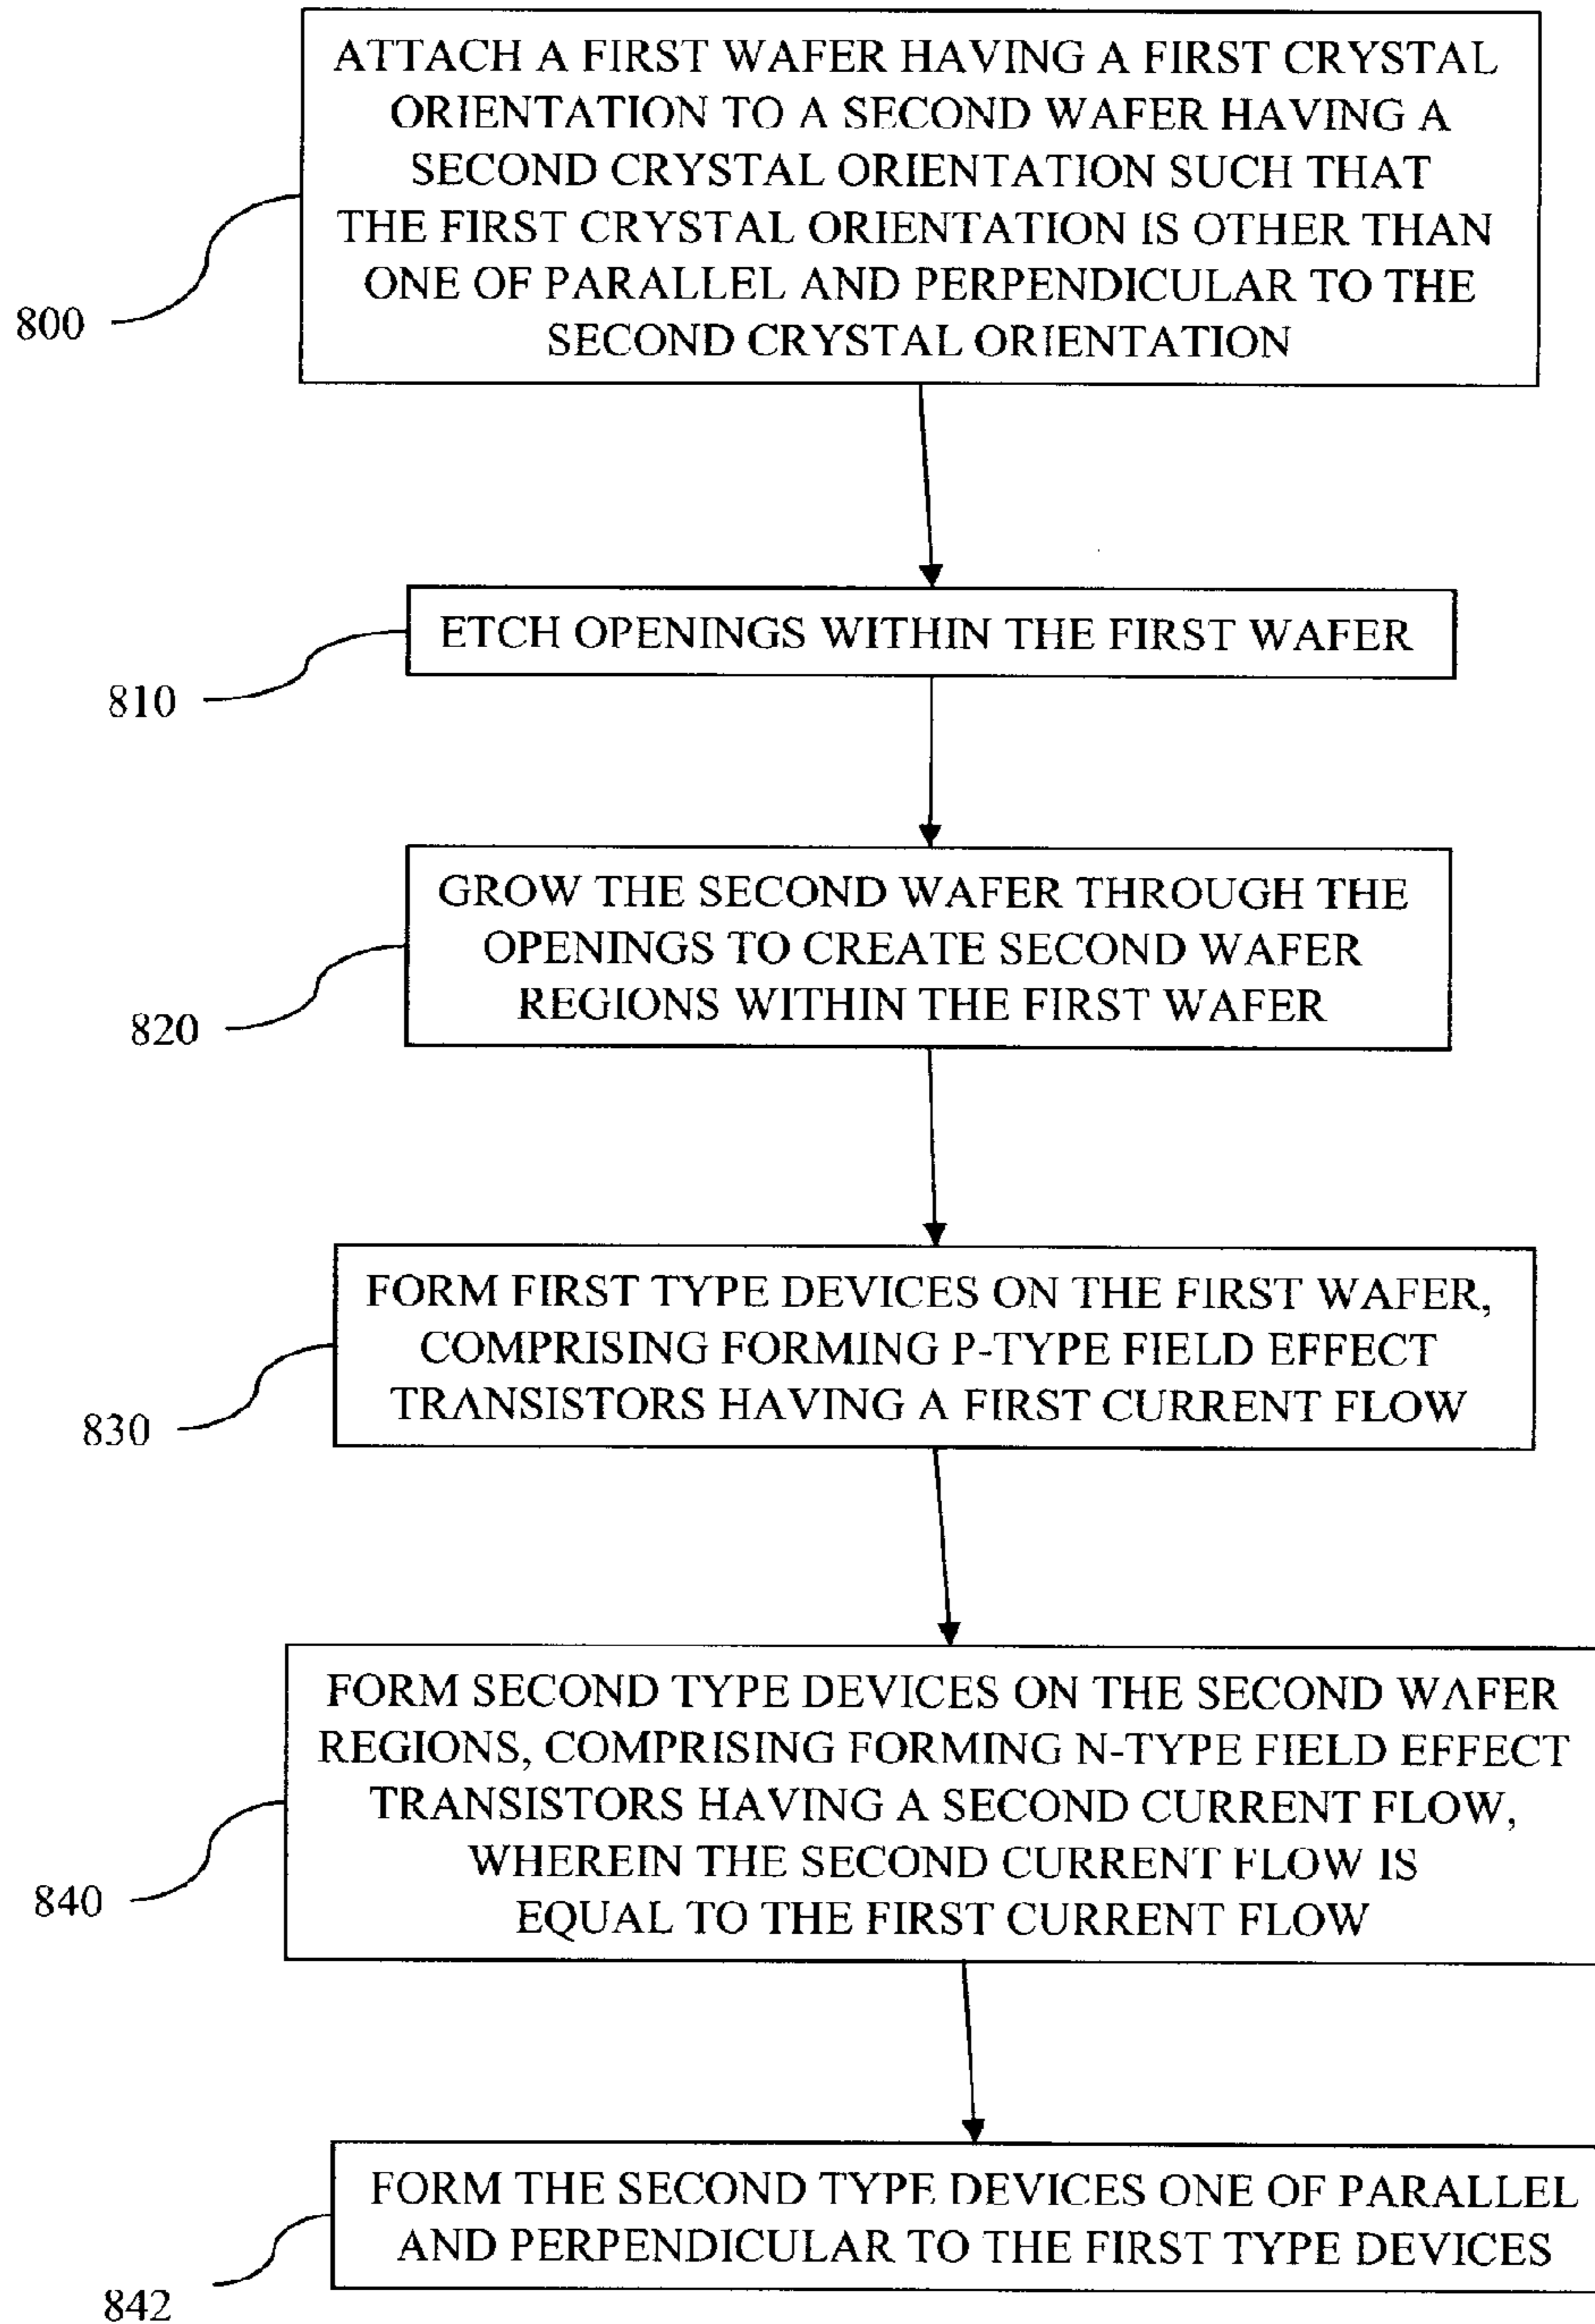 ATTACH A FIRST WAFER HAVING A FIRST CRYSTAL
ORIENTATION TO A SECOND WAFER HAVING A
SECOND CRYSTAL ORIENTATION SUCH THAT
THE FIRST CRYSTAL ORIENTATION IS OTHER THAN
ONE OF PARALLEL AND PERPENDICULAR TO THE
SECOND CRYSTAL ORIENTATION
800
ETCH OPENINGS WITHIN THE FIRST WAFER
810
GROW THE SECOND WAFER THROUGH THE
OPENINGS TO CREATE SECOND WAFER
REGIONS WITHIN THE FIRST WAFER
820
FORM FIRST TYPE DEVICES ON THE FIRST WAFER,
COMPRISING FORMING P-TYPE FIELD EFFECT
TRANSISTORS HAVING A FIRST CURRENT FLOW
830
FORM SECOND TYPE DEVICES ON THE SECOND WAFER
REGIONS, COMPRISING FORMING N-TYPE FIELD EFFECT
TRANSISTORS HAVING A SECOND CURRENT FLOW,
WHEREIN THE SECOND CURRENT FLOW IS
EQUAL TO THE FIRST CURRENT FLOW
840
FORM THE SECOND TYPE DEVICES ONE OF PARALLEL
AND PERPENDICULAR TO THE FIRST TYPE DEVICES
842